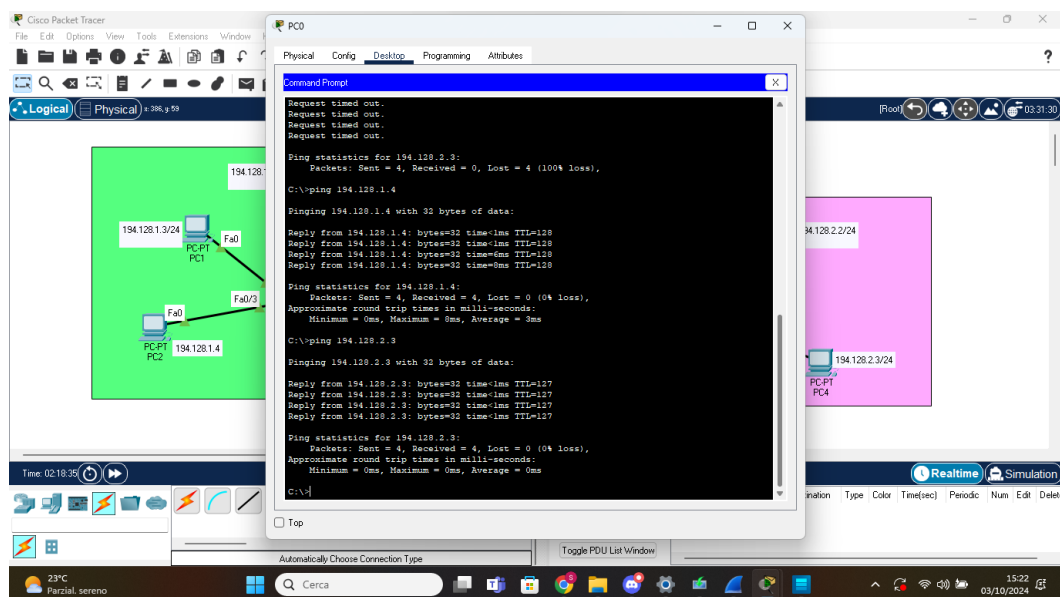 Cisco Packet Tracer
File Edit Options View Tools Extensions Window
PC0
Physical Config Desktop Programming Attributes
?
Command Prompt
X
Logical Physical x: 386, y: 59
[Root] 03:31:30
Request timed out.
Request timed out.
Request timed out.
Request timed out.
Ping statistics for 194.128.2.3:
Packets: Sent = 4, Received = 0, Lost = 4 (100% loss),
C:\>ping 194.128.1.4
Pinging 194.128.1.4 with 32 bytes of data:
Reply from 194.128.1.4: bytes=32 time<1ms TTL=128
Reply from 194.128.1.4: bytes=32 time<1ms TTL=128
Reply from 194.128.1.4: bytes=32 time=6ms TTL=128
Reply from 194.128.1.4: bytes=32 time=8ms TTL=128
Ping statistics for 194.128.1.4:
Packets: Sent = 4, Received = 4, Lost = 0 (0% loss),
Approximate round trip times in milli-seconds:
Minimum = 0ms, Maximum = 8ms, Average = 3ms
C:\>ping 194.128.2.3
Pinging 194.128.2.3 with 32 bytes of data:
Reply from 194.128.2.3: bytes=32 time<1ms TTL=127
Reply from 194.128.2.3: bytes=32 time<1ms TTL=127
Reply from 194.128.2.3: bytes=32 time<1ms TTL=127
Reply from 194.128.2.3: bytes=32 time<1ms TTL=127
Ping statistics for 194.128.2.3:
Packets: Sent = 4, Received = 4, Lost = 0 (0% loss),
Approximate round trip times in milli-seconds:
Minimum = 0ms, Maximum = 0ms, Average = 0ms
C:\>
Top
194.128.
194.128.1.3/24
Fa0
PC-PT
PC1
Fa0/3
Fa0
PC-PT
PC2
194.128.1.4
94.128.2.2/24
194.128.2.3/24
PC-PT
PC4
Time: 02:18:35
Realtime Simulation
ination Type Color Time(sec) Periodic Num Edit Delet
Toggle PDU List Window
Automatically Choose Connection Type
23°C
Parzial. sereno
Cerca
15:22
03/10/2024